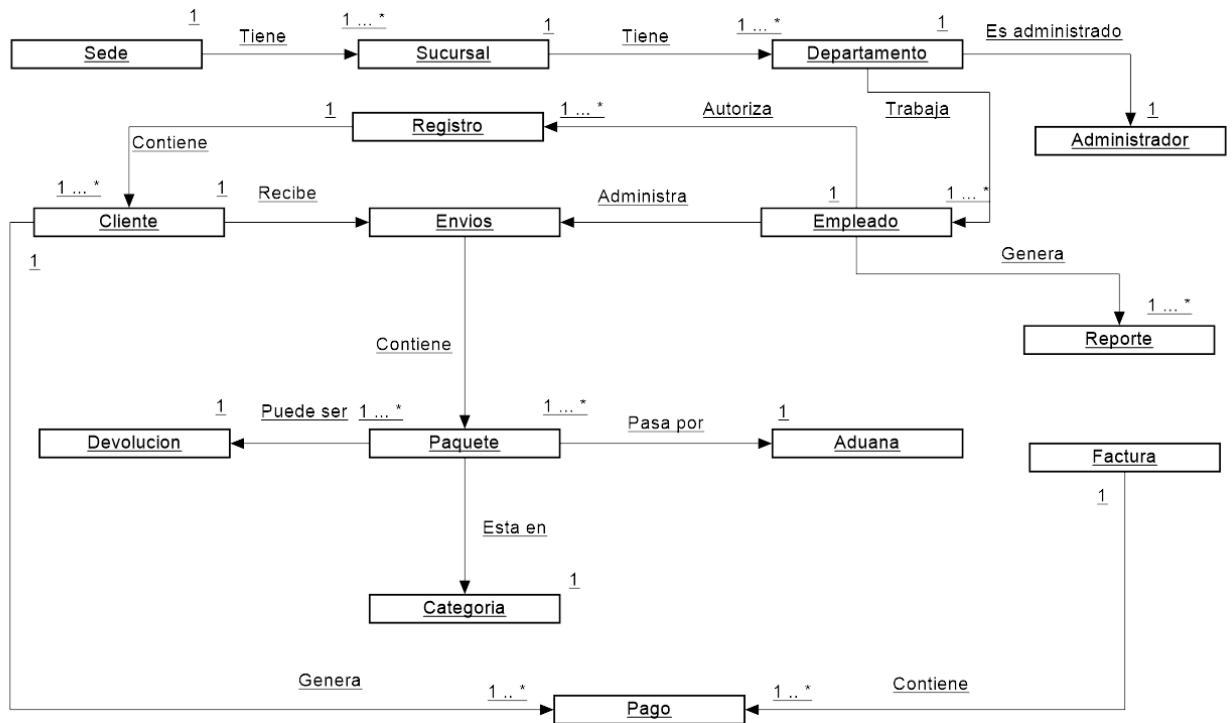 1
1 ... *
1
1 ... *
1
Es administrado
Tiene
Tiene
Sede
Sucursal
Departamento
1
1 ... *
Autoriza
Trabaja
1
Registro
Administrador
Contiene
1 ... *
1
Recibe
Administra
1
1 ... *
Cliente
Envios
Empleado
1
Genera
1 ... *
Contiene
Reporte
1
Puede ser
1 ... *
1 ... *
Pasa por
1
Devolucion
Paquete
Aduana
Factura
1
Esta en
1
Categoria
Genera
1 .. *
1 .. *
Contiene
Pago